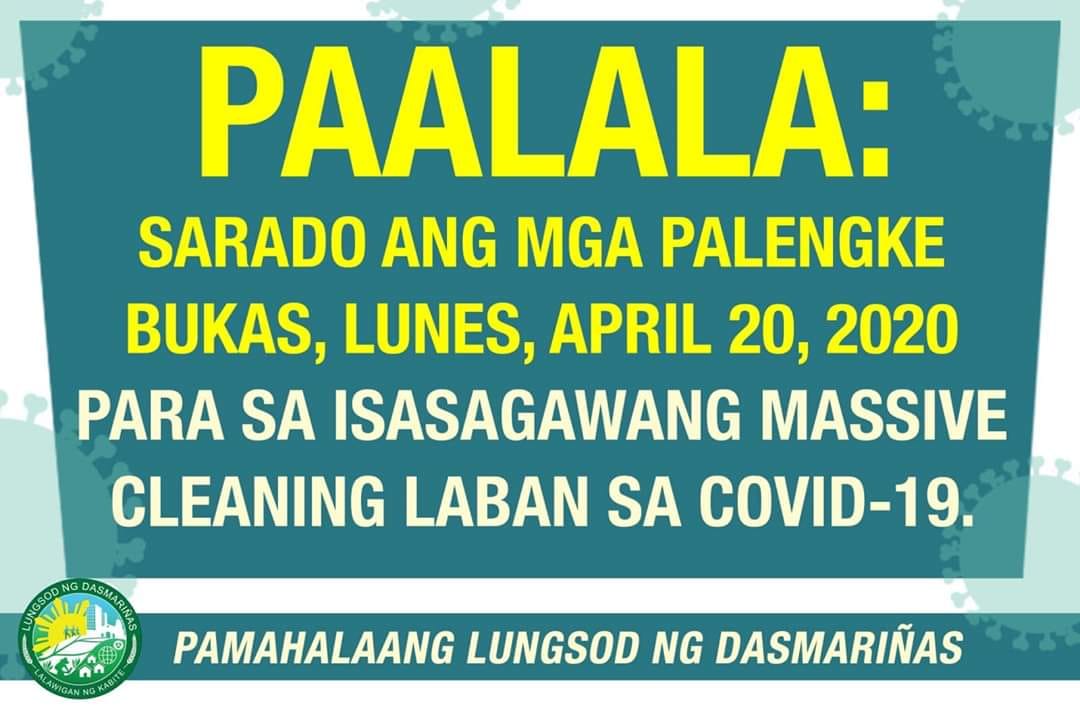 PAALALA:
SARADO ANG MGA PALENGKE
BUKAS, LUNES, APRIL 20, 2020
PARA SA ISASAGAWANG MASSIVE
CLEANING LABAN SA COVID-19.
LUNGSOD NG DASMARIÑAS
LALAWIGAN NG KABITE
PAMAHALAANG LUNGSOD NG DASMARIÑAS